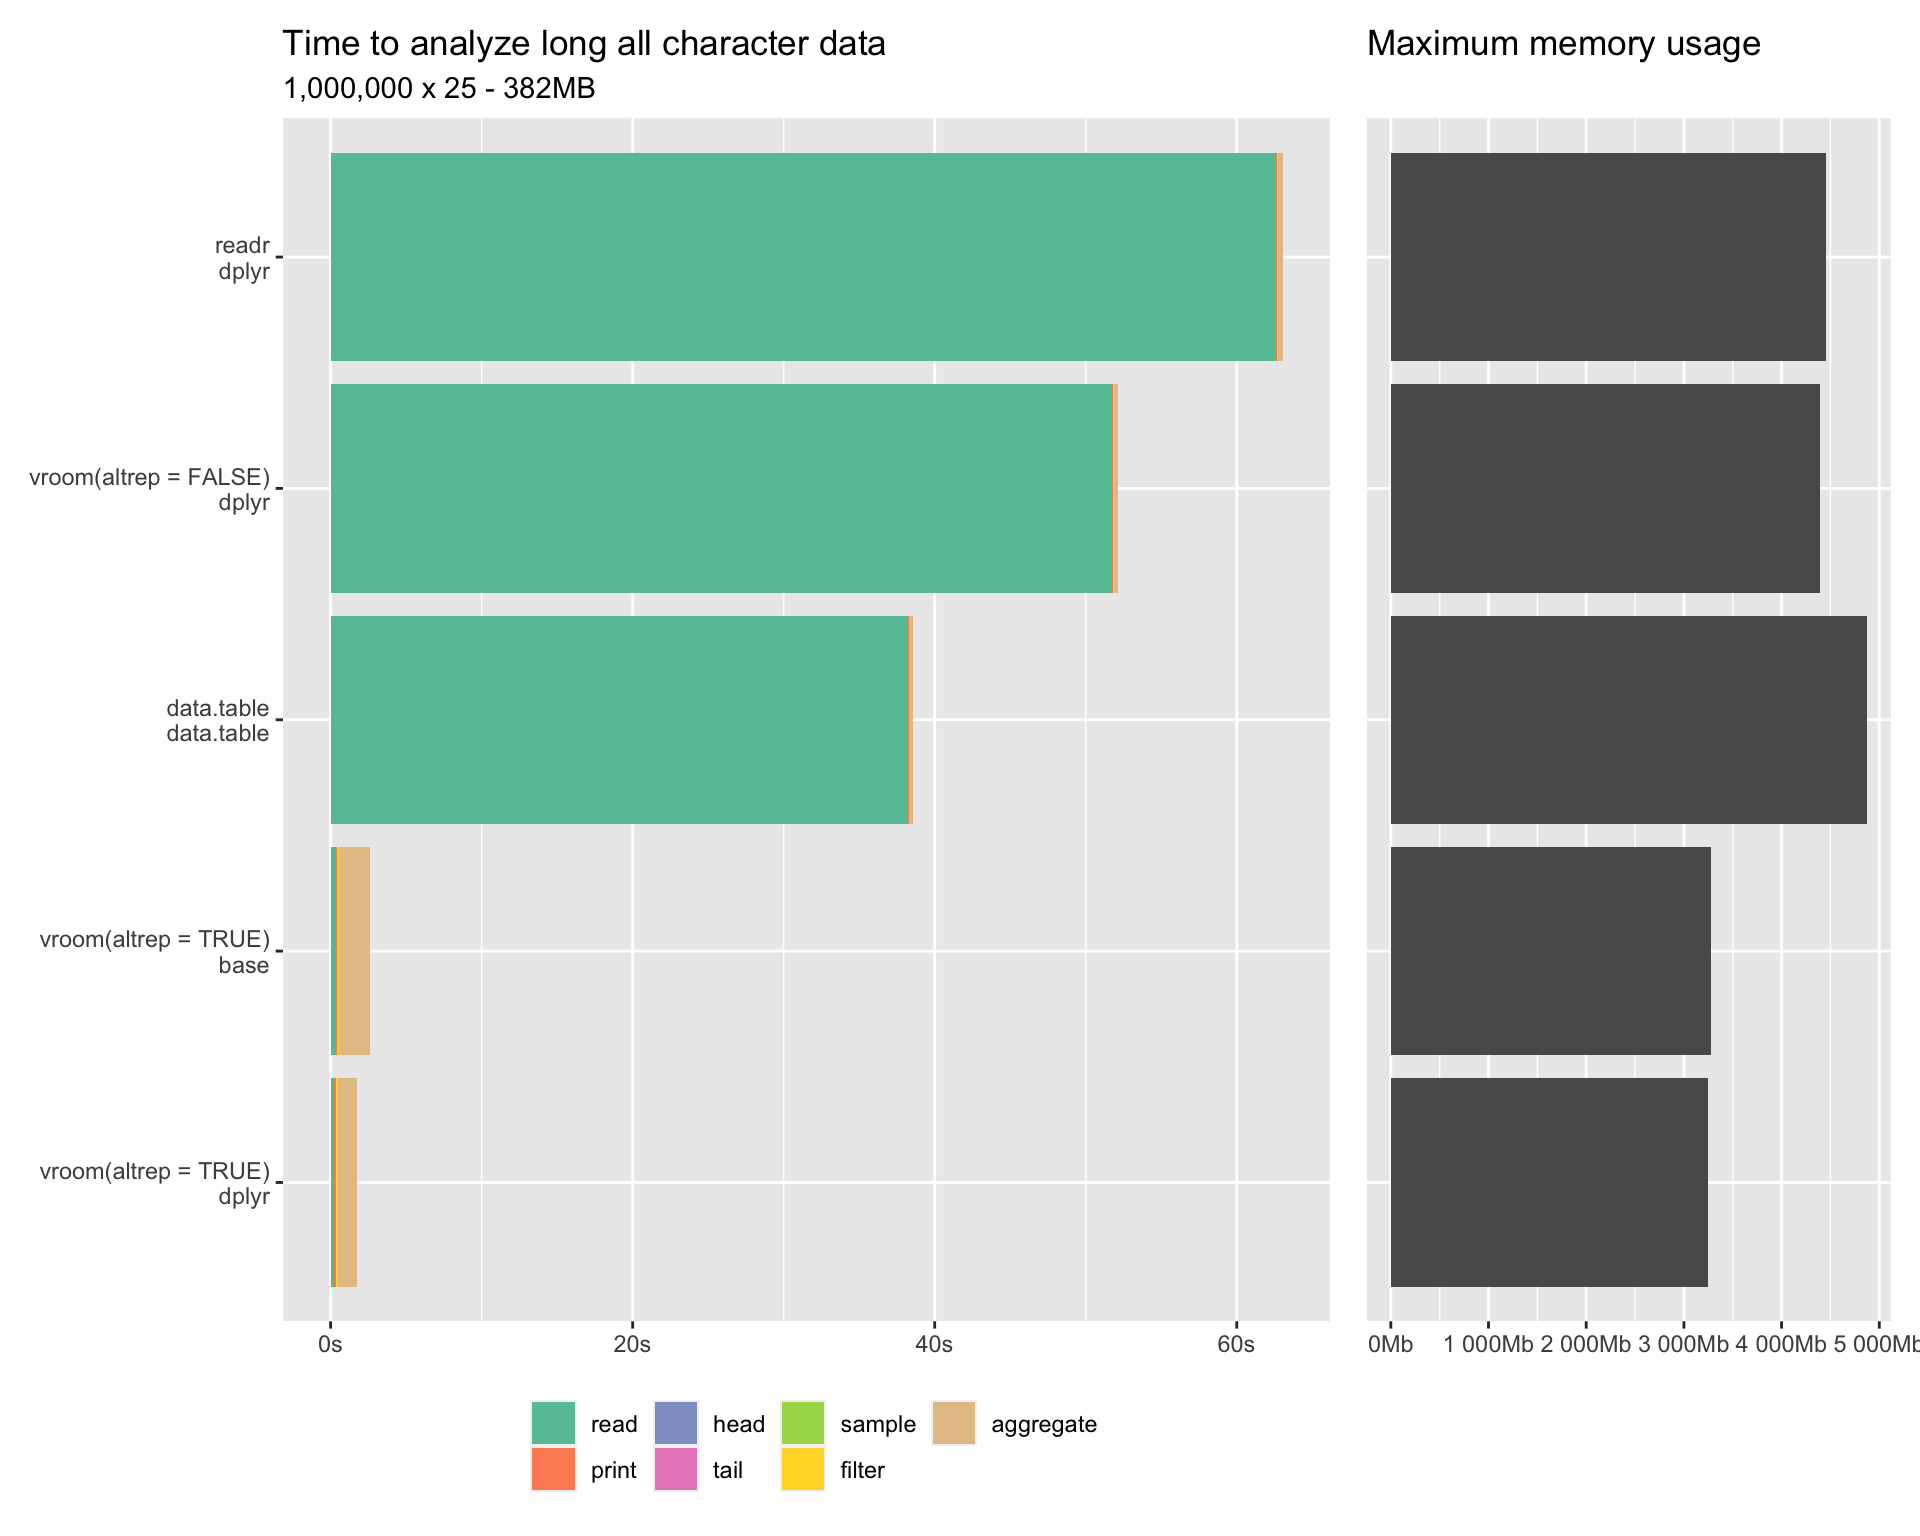 Time to analyze long all character data
1,000,000 x 25 - 382MB
Maximum memory usage
readr
dplyr
vroom(altrep = FALSE)
dplyr
data.table
data.table
vroom(altrep = TRUE)
base
vroom(altrep = TRUE)
dplyr
0s 20s 40s 60s
0Mb 1 000Mb 2 000Mb 3 000Mb 4 000Mb 5 000Mb
read head sample aggregate
print tail filter